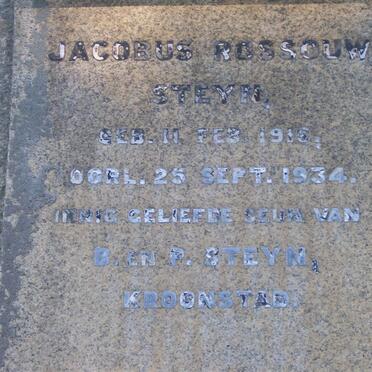 JACOBUS ROSSOUW
STEYN,
GEB. 11 FEB. 1916,
OORL. 25 SEPT. 1934.
INNIG GELIEFDE SEUN VAN
B. EN P. STEYN,
KROONSTAD.